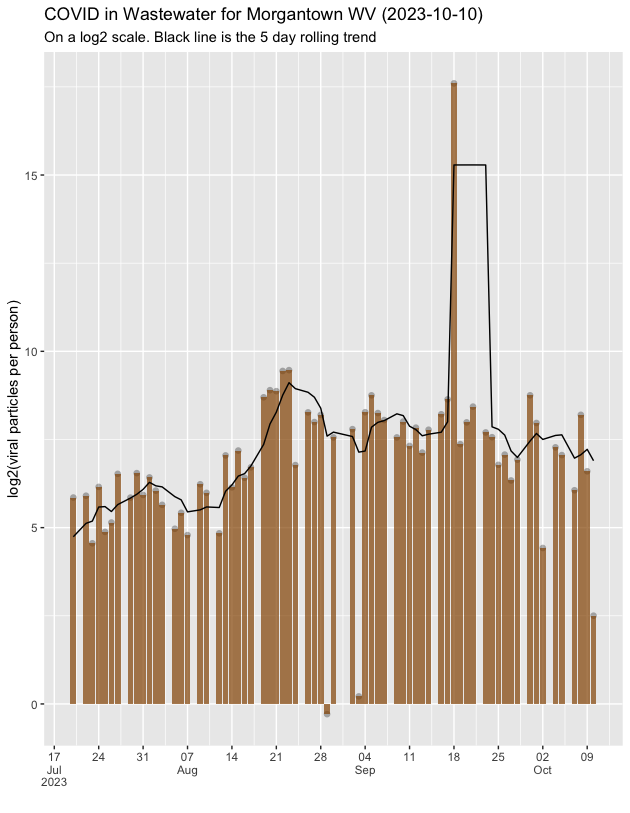 COVID in Wastewater for Morgantown WV (2023-10-10)
On a log2 scale. Black line is the 5 day rolling trend
log2(viral particles per person)
15
10
5
0
17 24 31 07 14 21 28 04 11 18 25 02 09
Jul Aug Sep Oct
2023